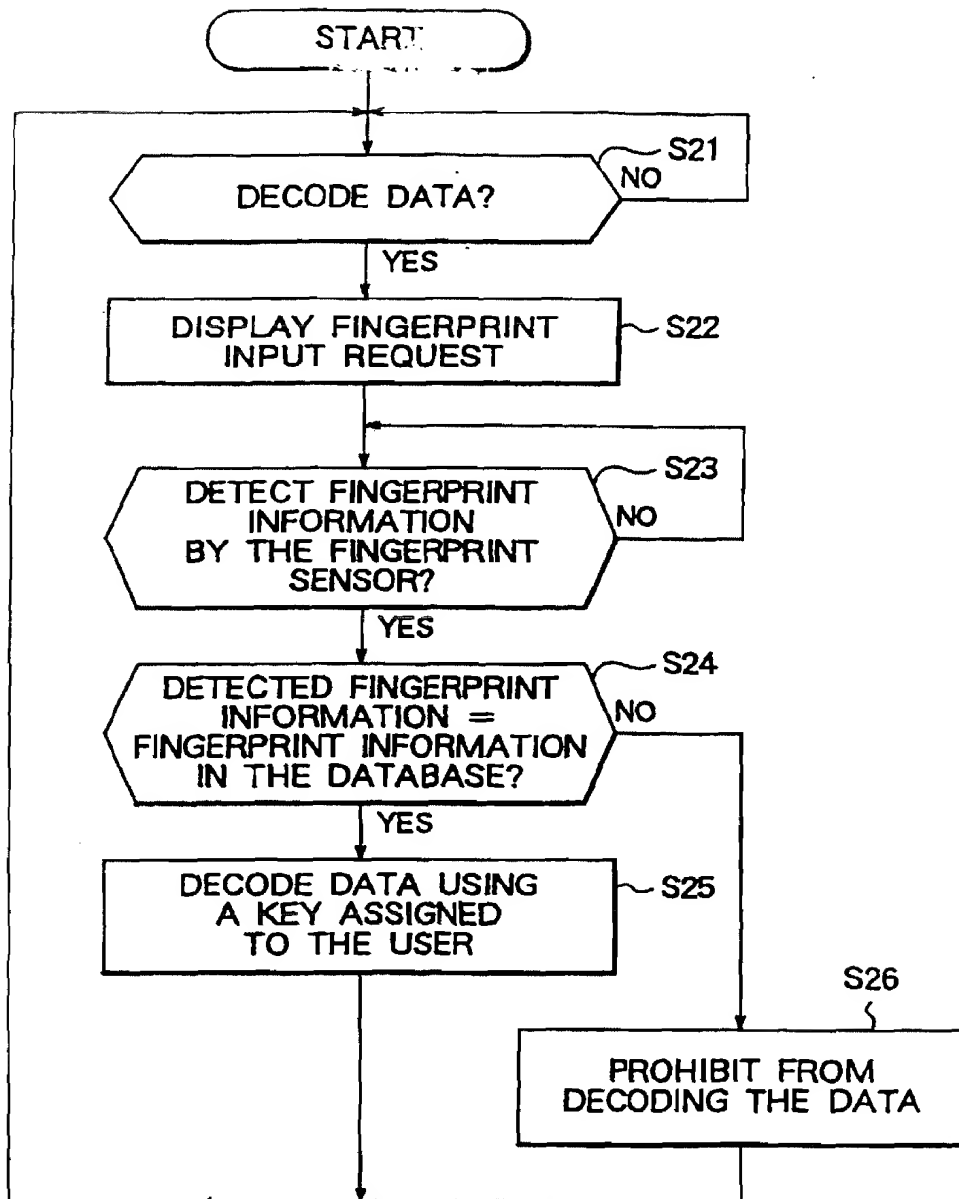 START
S21
NO
DECODE DATA?
YES
DISPLAY FINGERPRINT
INPUT REQUEST
S22
S23
DETECT FINGERPRINT
INFORMATION
BY THE FINGERPRINT
SENSOR?
NO
YES
S24
DETECTED FINGERPRINT
INFORMATION =
FINGERPRINT INFORMATION
IN THE DATABASE?
NO
YES
DECODE DATA USING
A KEY ASSIGNED
TO THE USER
S25
S26
PROHIBIT FROM
DECODING THE DATA